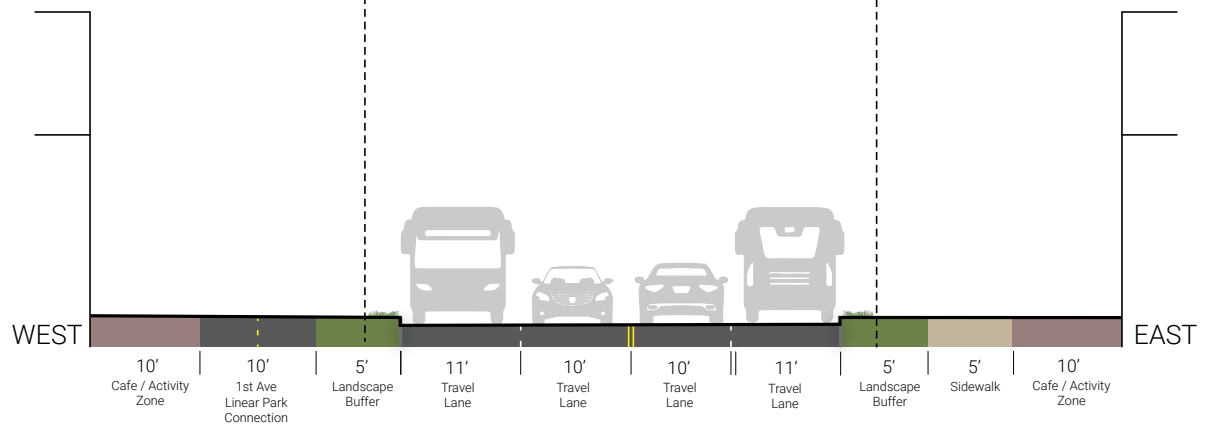 WEST
EAST
10’
Cafe / Activity
Zone
10’
1st Ave
Linear Park
Connection
5’
Landscape
Buffer
11’
Travel
Lane
10’
Travel
Lane
10’
Travel
Lane
11’
Travel
Lane
5’
Landscape
Buffer
5’
Sidewalk
10’
Cafe / Activity
Zone